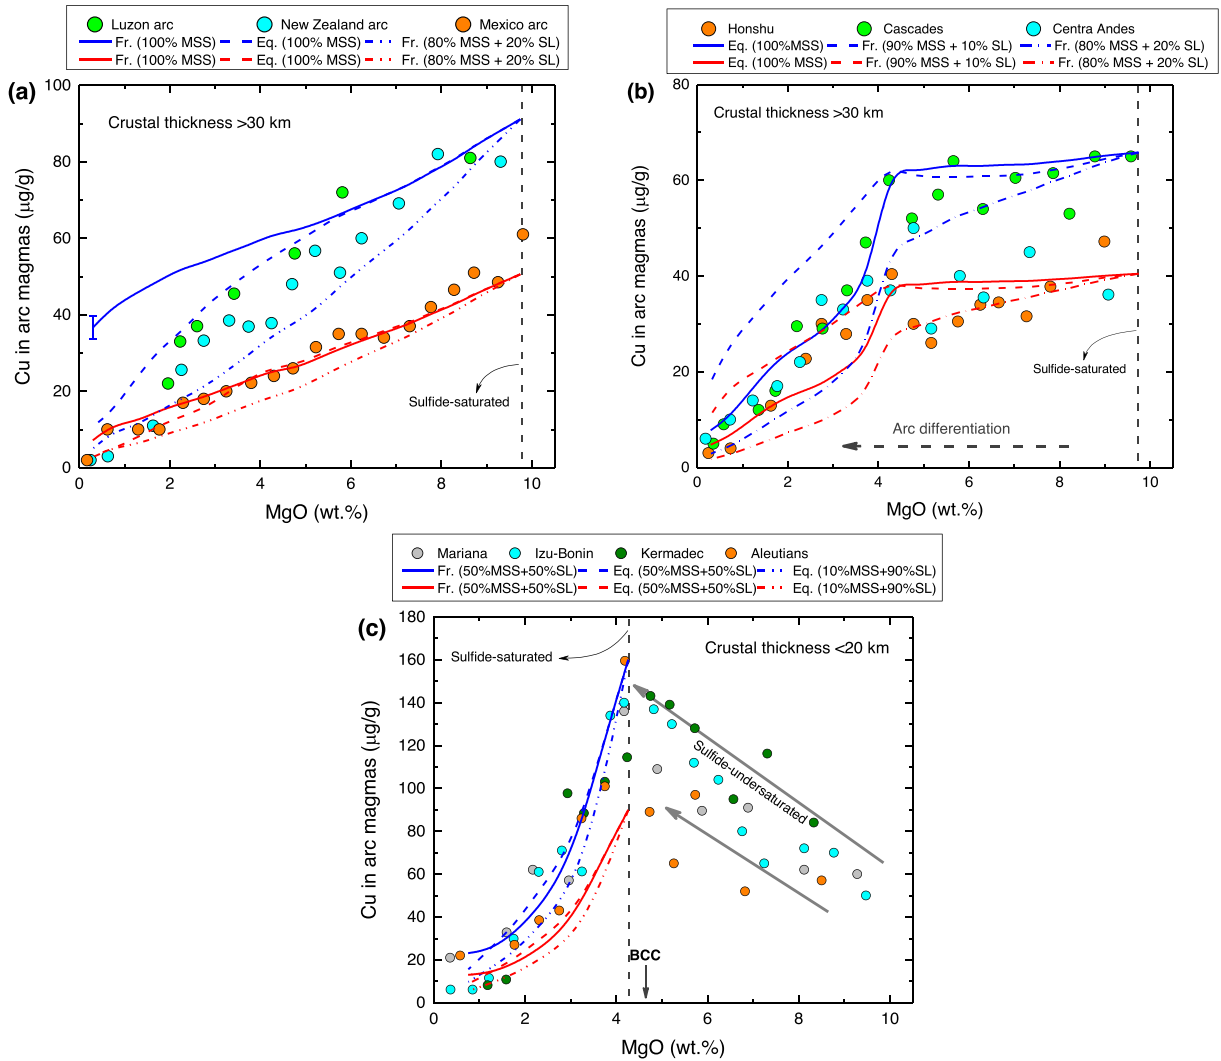 Luzon arc New Zealand arc Mexico arc
Fr. (100% MSS) Eq. (100% MSS) Fr. (80% MSS + 20% SL)
Fr. (100% MSS) Eq. (100% MSS) Fr. (80% MSS + 20% SL)
(a)
Crustal thickness >30 km
Sulfide-saturated
Cu in arc magmas (µg/g)
100
80
60
40
20
0
0 2 4 6 8 10
MgO (wt.%)
Honshu Cascades Centra Andes
Eq. (100%MSS) Fr. (90% MSS + 10% SL) Fr. (80% MSS + 20% SL)
Eq. (100% MSS) Fr. (90% MSS + 10% SL) Fr. (80% MSS + 20% SL)
(b)
Crustal thickness >30 km
Sulfide-saturated
Arc differentiation
Cu in arc magmas (µg/g)
80
60
40
20
0
0 2 4 6 8 10
MgO (wt.%)
Mariana Izu-Bonin Kermadec Aleutians
Fr. (50%MSS+50%SL) Eq. (50%MSS+50%SL) Eq. (10%MSS+90%SL)
Fr. (50%MSS+50%SL) Eq. (50%MSS+50%SL) Eq. (10%MSS+90%SL)
(c)
Sulfide-saturated
Crustal thickness <20 km
Sulfide-undersaturated
BCC
Cu in arc magmas (µg/g)
180
160
140
120
100
80
60
40
20
0
0 2 4 6 8 10
MgO (wt.%)